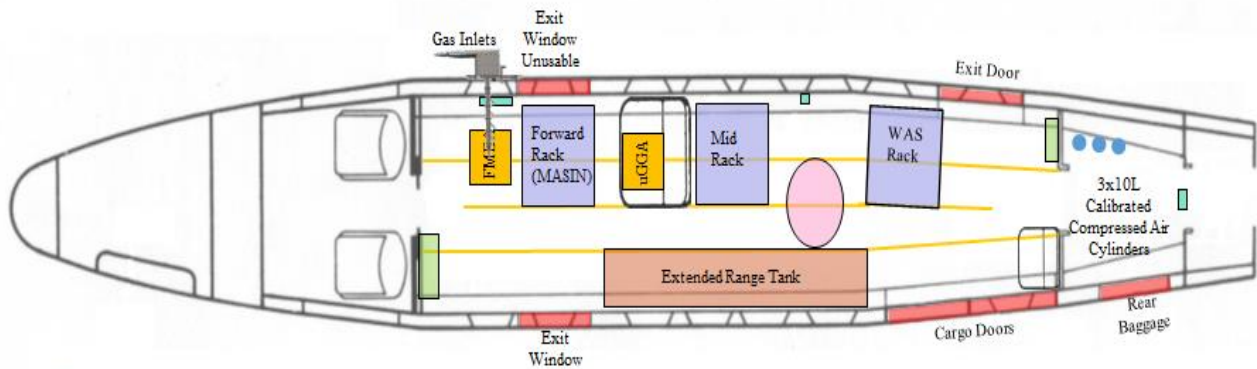 Exit
Window
Unusable
Gas Inlets
Exit Door
Forward
Rack
(MASIN)
uGGA
Mid
Rack
WAS
Rack
3x10L
Calibrated
Compressed Air
Cylinders
Extended Range Tank
Exit
Window
Cargo Doors
Rear
Baggage